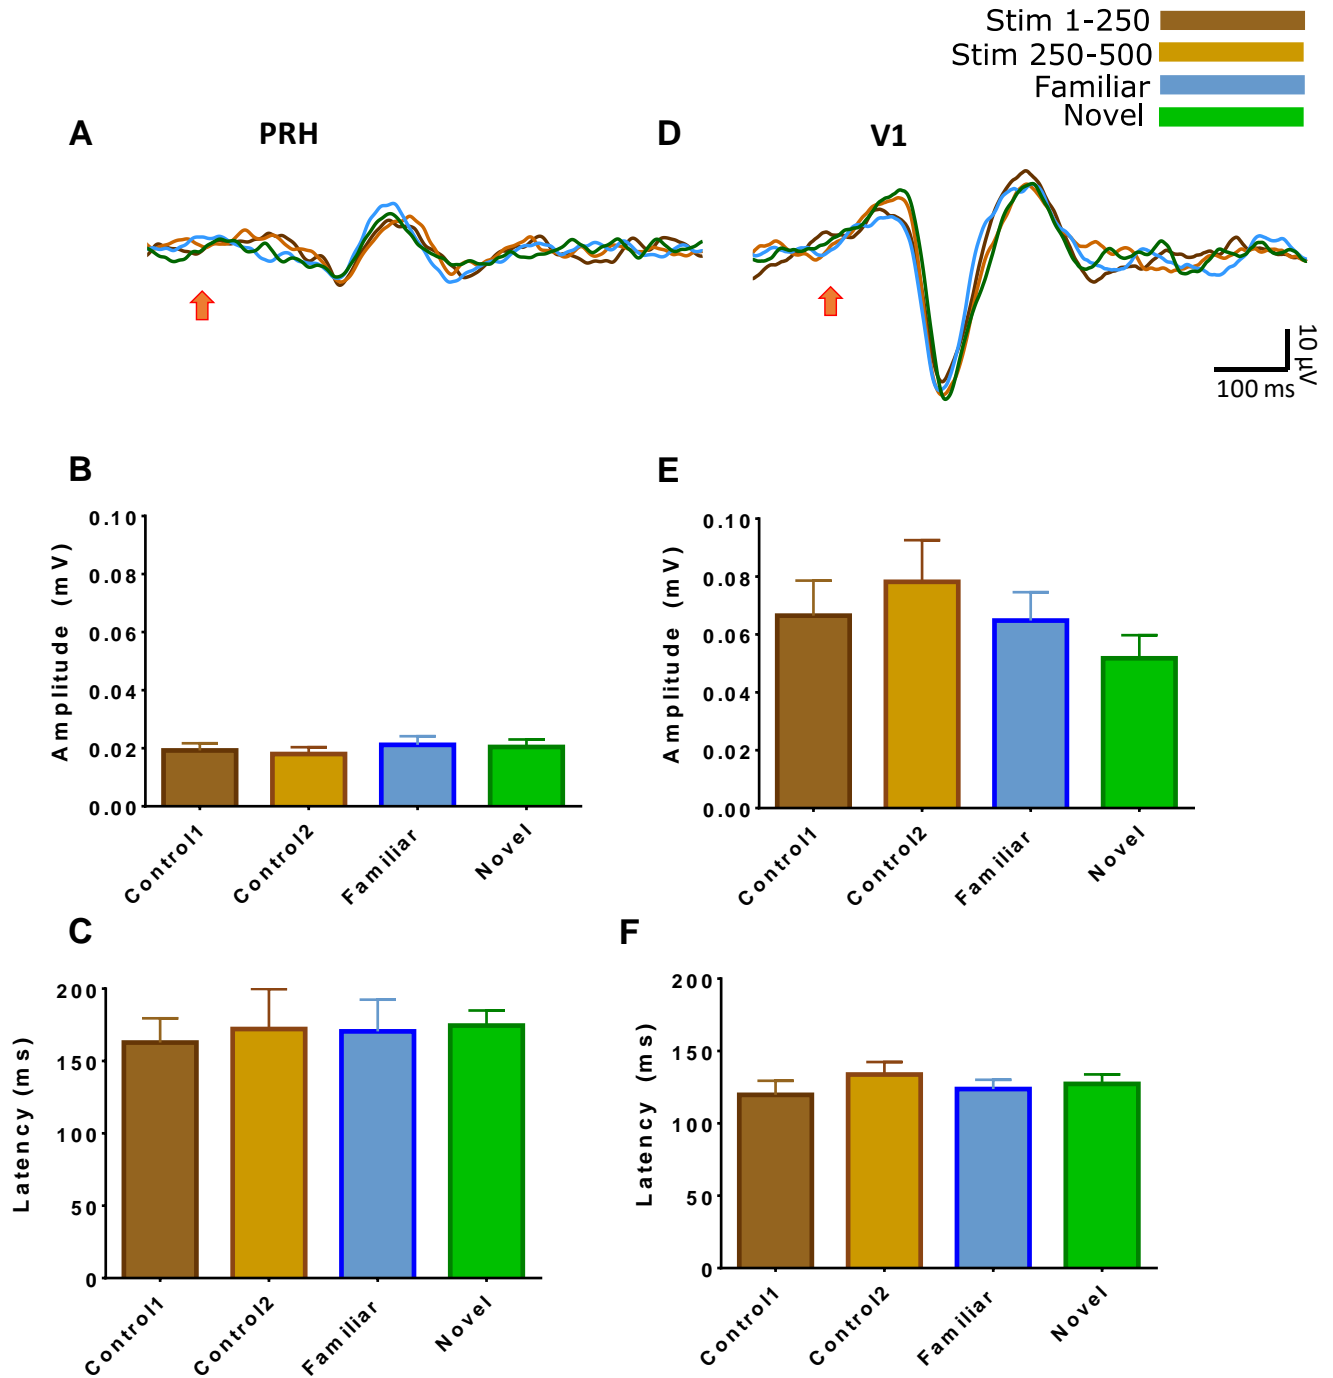 Stim 1-250
Stim 250-500
Familiar
Novel
A
PRH
D
V1
10 µV
100 ms
B
Amplitude (mV)
0.10
0.08
0.06
0.04
0.02
0.00
Control1
Control2
Familiar
Novel
E
Amplitude (mV)
0.10
0.08
0.06
0.04
0.02
0.00
Control1
Control2
Familiar
Novel
C
Latency (ms)
200
150
100
50
0
Control1
Control2
Familiar
Novel
F
Latency (ms)
200
150
100
50
0
Control1
Control2
Familiar
Novel